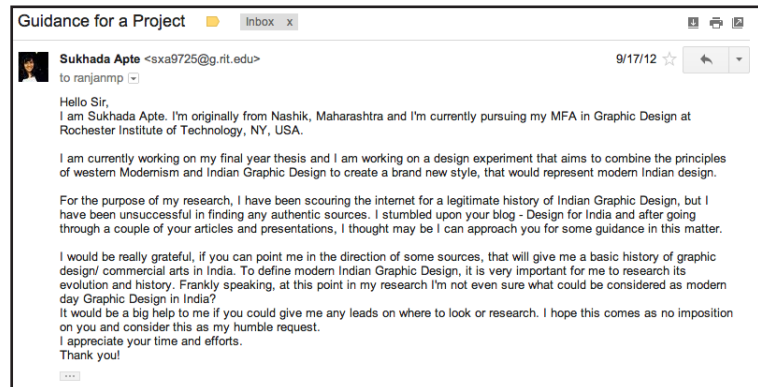 Guidance for a Project Inbox x
Sukhada Apte <sxa9725@g.rit.edu> 9/17/12
to ranjanmp
Hello Sir,
I am Sukhada Apte. I'm originally from Nashik, Maharashtra and I'm currently pursuing my MFA in Graphic Design at
Rochester Institute of Technology, NY, USA.
I am currently working on my final year thesis and I am working on a design experiment that aims to combine the principles
of western Modernism and Indian Graphic Design to create a brand new style, that would represent modern Indian design.
For the purpose of my research, I have been scouring the internet for a legitimate history of Indian Graphic Design, but I
have been unsuccessful in finding any authentic sources. I stumbled upon your blog - Design for India and after going
through a couple of your articles and presentations, I thought may be I can approach you for some guidance in this matter.
I would be really grateful, if you can point me in the direction of some sources, that will give me a basic history of graphic
design/ commercial arts in India. To define modern Indian Graphic Design, it is very important for me to research its
evolution and history. Frankly speaking, at this point in my research I'm not even sure what could be considered as modern
day Graphic Design in India?
It would be a big help to me if you could give me any leads on where to look or research. I hope this comes as no imposition
on you and consider this as my humble request.
I appreciate your time and efforts.
Thank you!